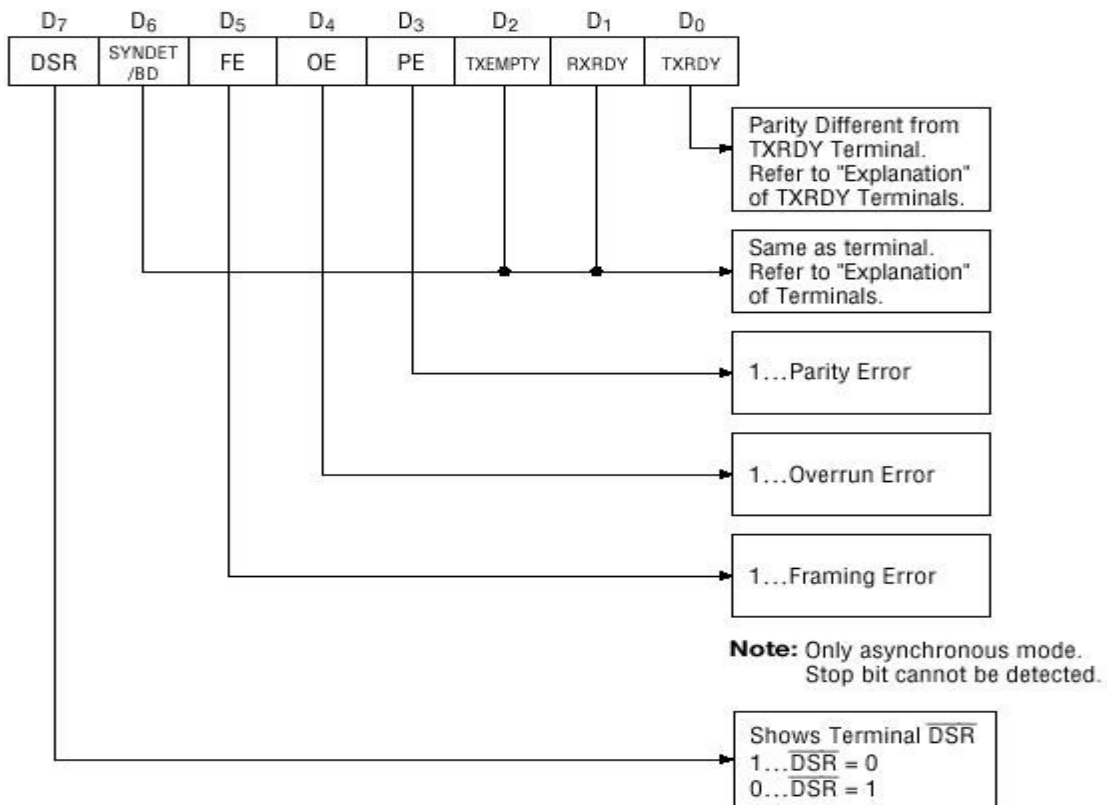 D7 D6 D5 D4 D3 D2 D1 D0
DSR SYNDET /BD FE OE PE TXEMPTY RXRDY TXRDY
Parity Different from
TXRDY Terminal.
Refer to "Explanation"
of TXRDY Terminals.
Same as terminal.
Refer to "Explanation"
of Terminals.
1...Parity Error
1...Overrun Error
1...Framing Error
Note: Only asynchronous mode.
Stop bit cannot be detected.
Shows Terminal D̅S̅R̅
1...D̅S̅R̅ = 0
0...D̅S̅R̅ = 1